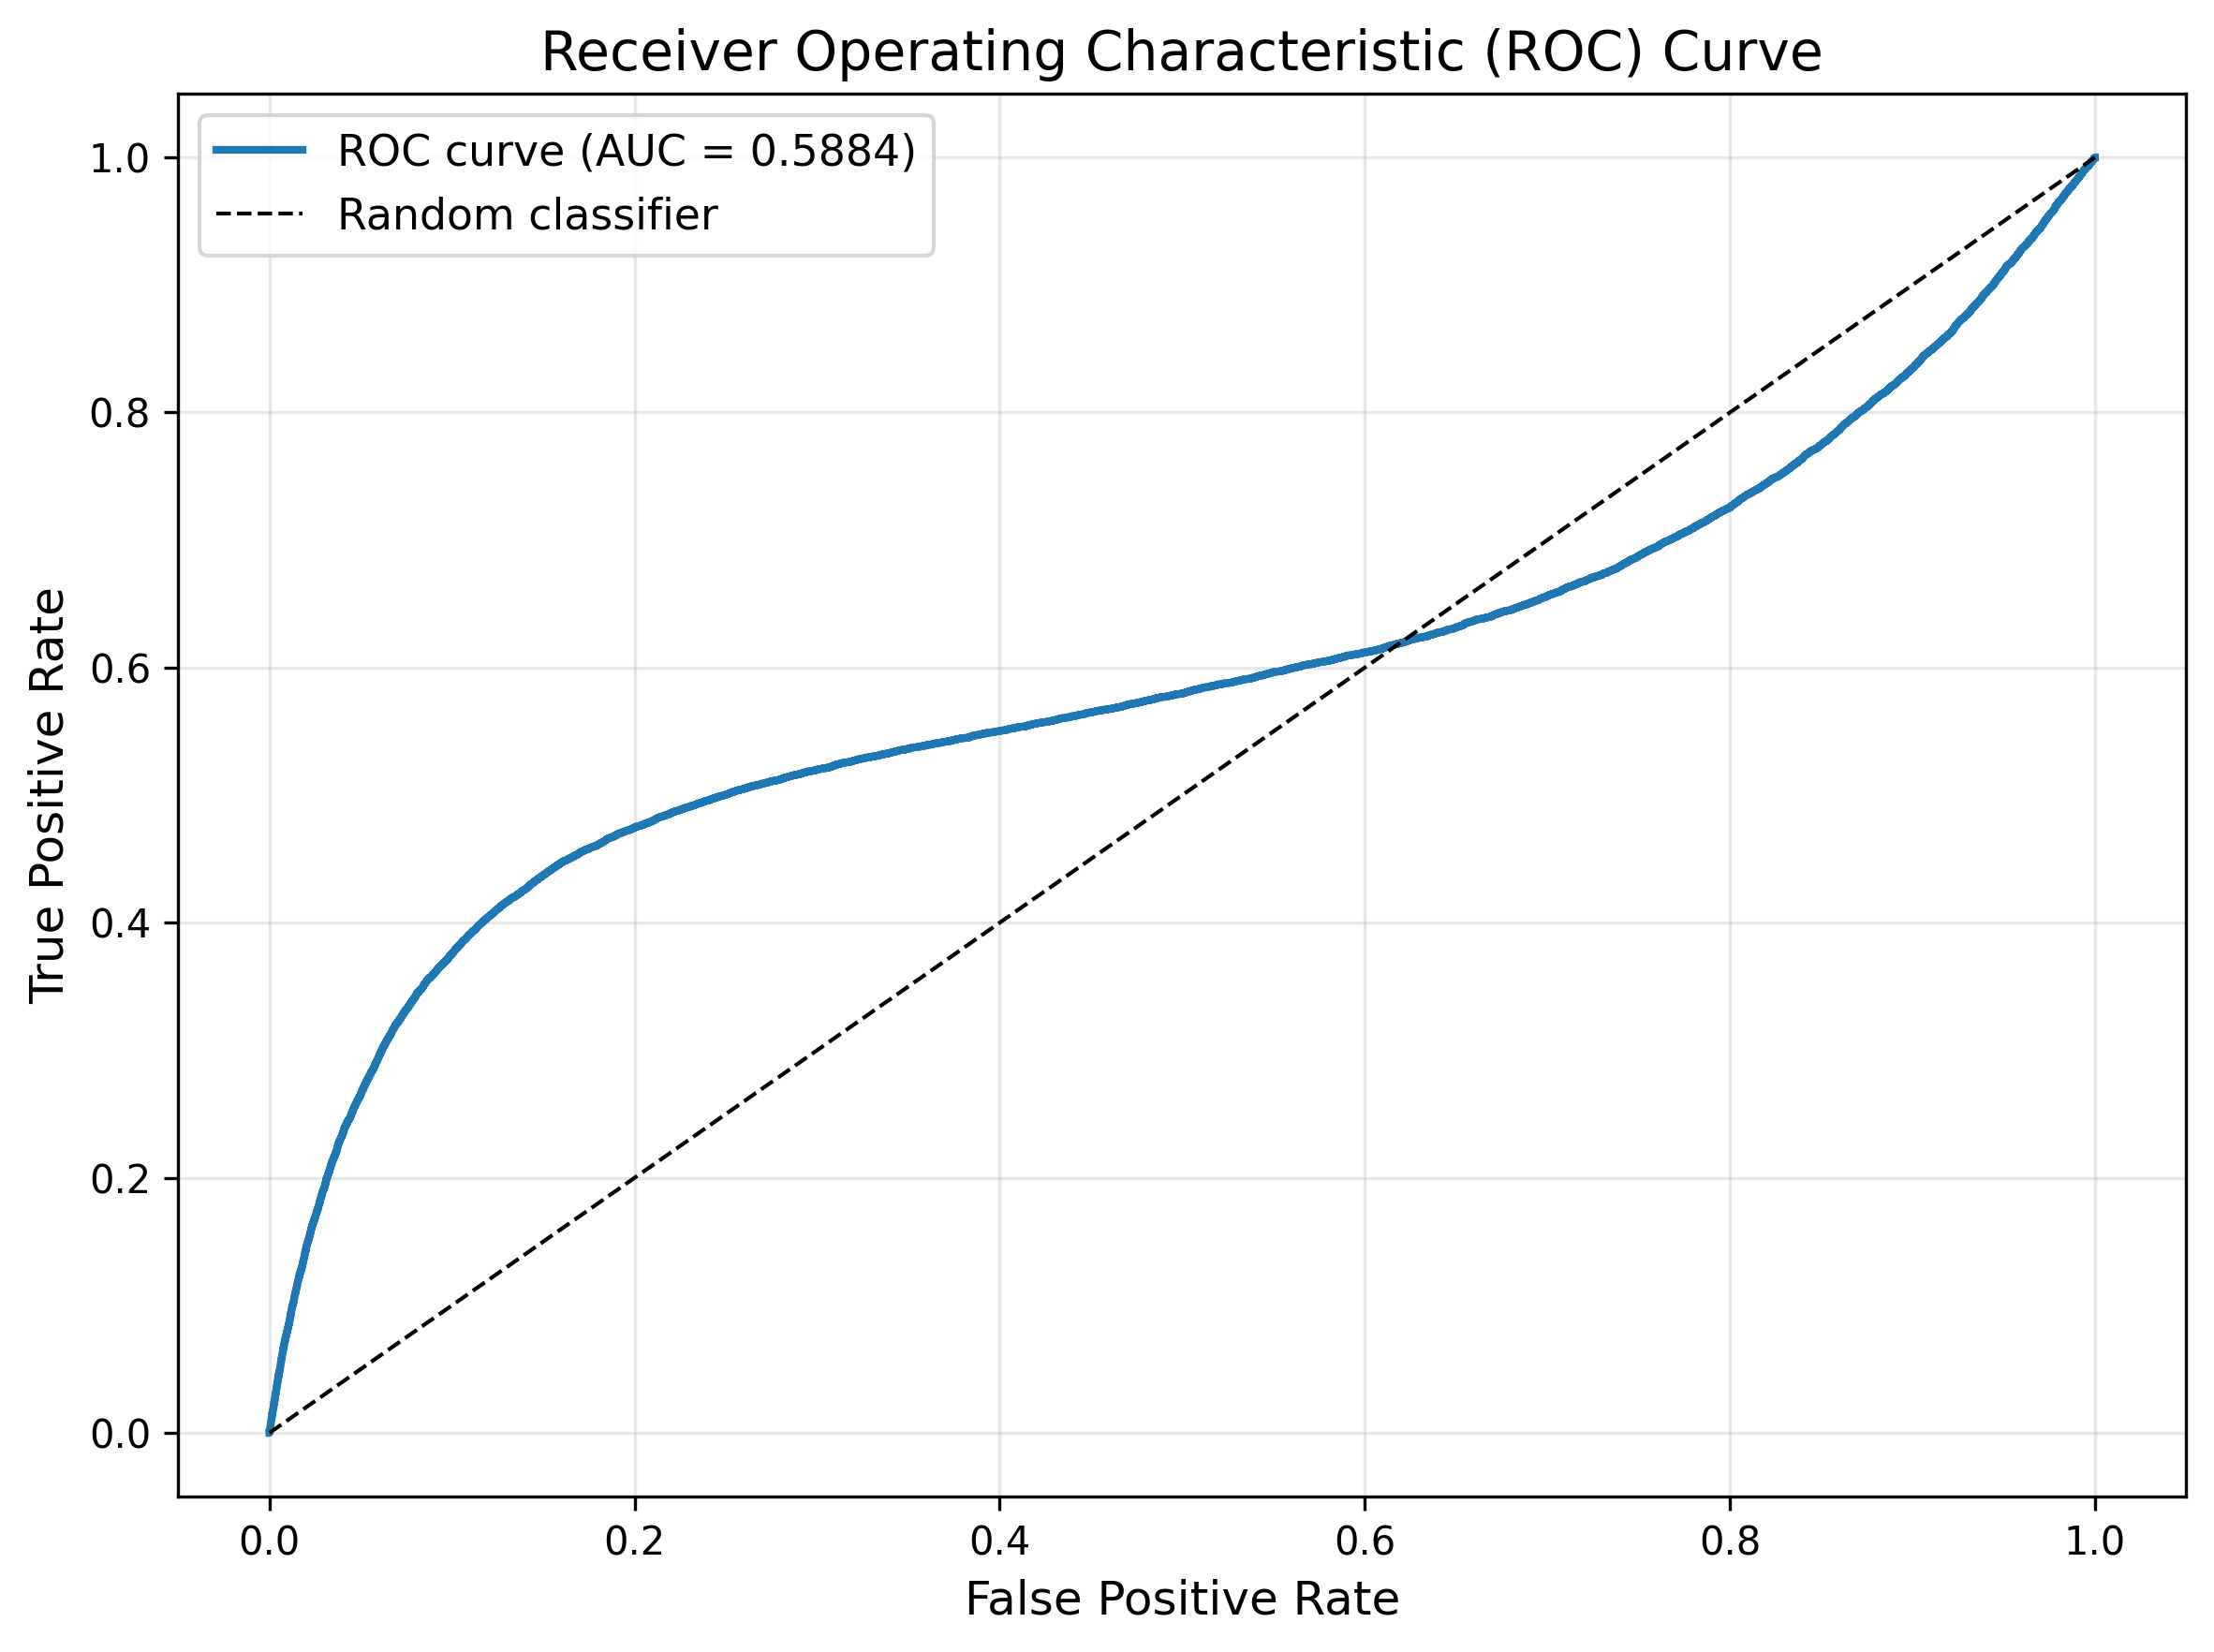 Receiver Operating Characteristic (ROC) Curve
ROC curve (AUC = 0.5884)
Random classifier
1.0
0.8
0.6
0.4
0.2
0.0
True Positive Rate
0.0 0.2 0.4 0.6 0.8 1.0
False Positive Rate